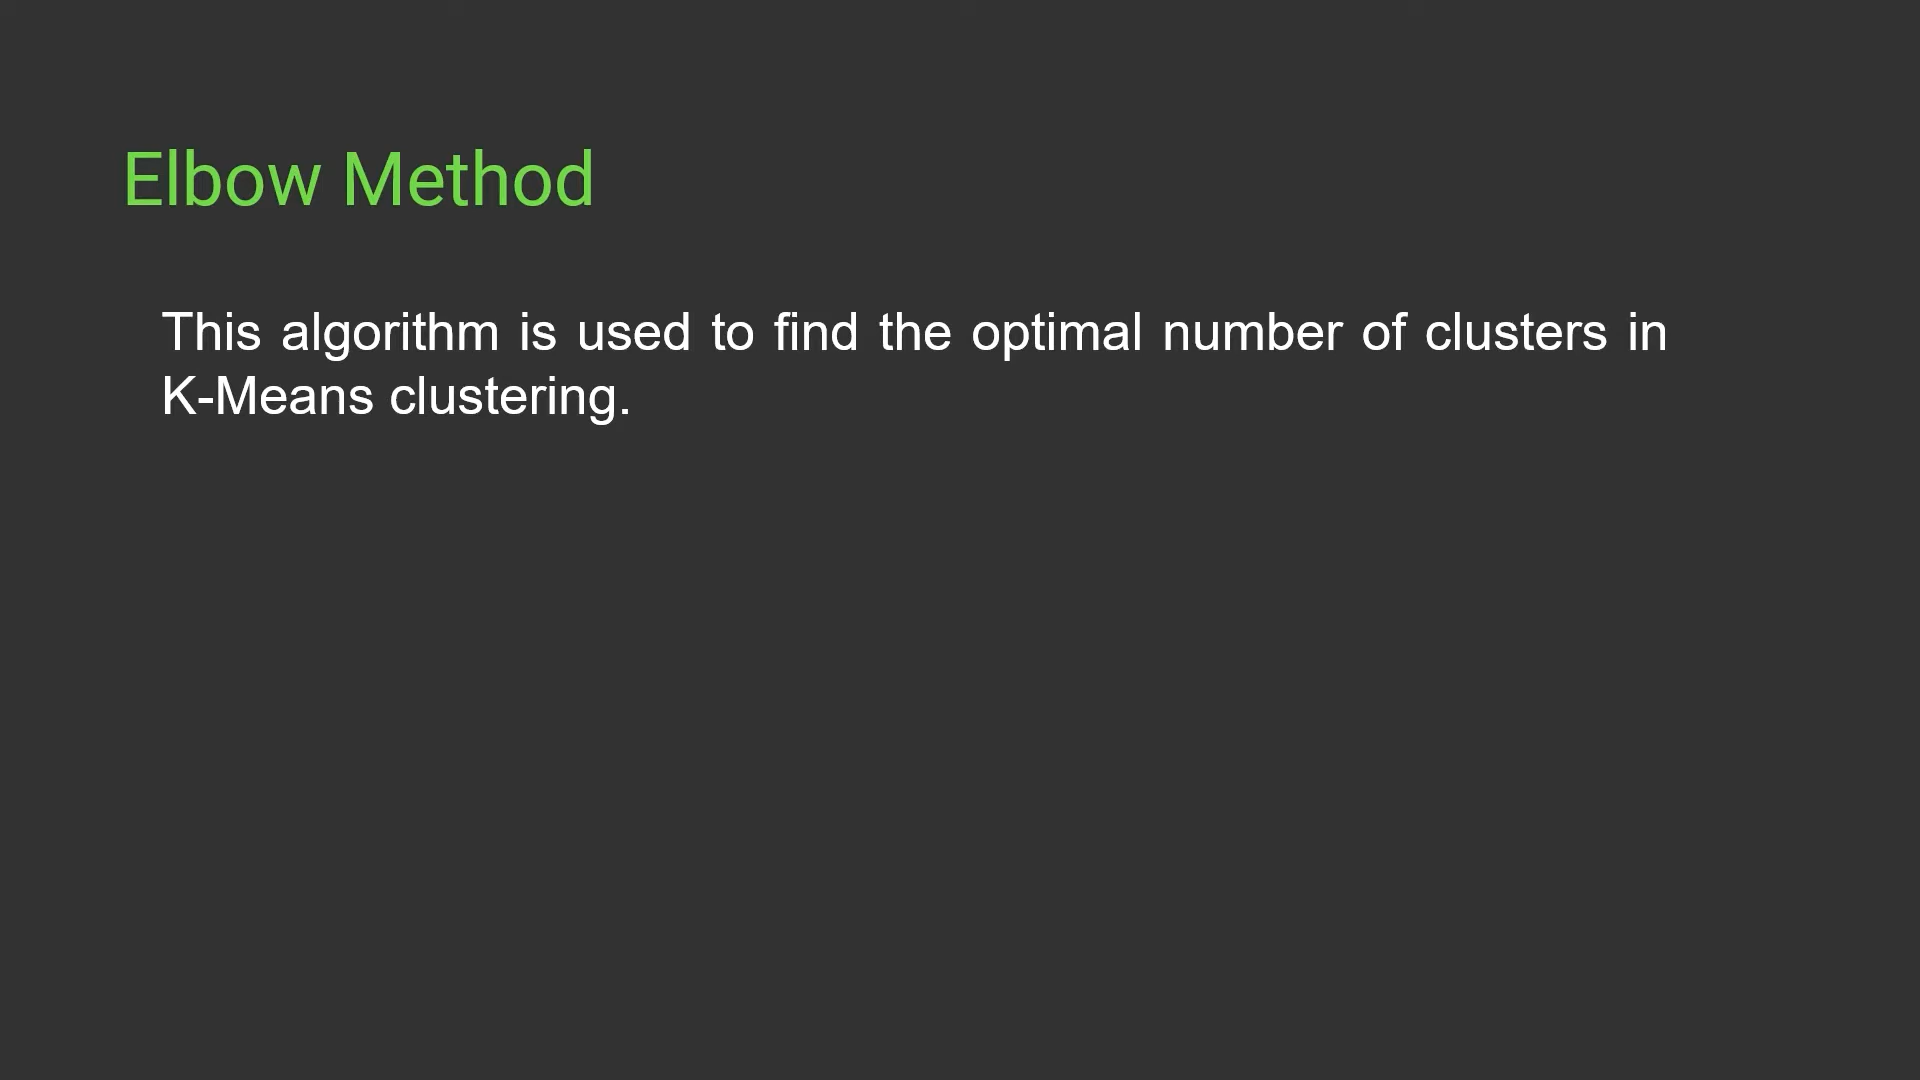 Elbow Method
This algorithm is used to find the optimal number of clusters in
K-Means clustering.